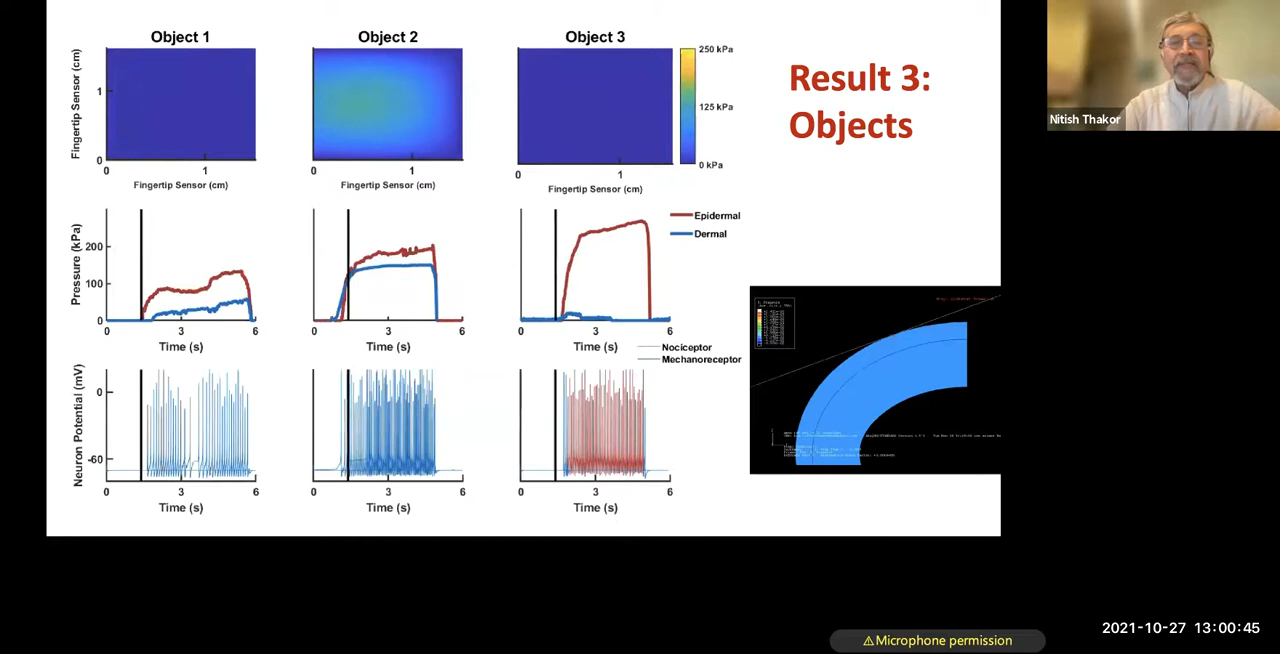 Object 1
Object 2
Object 3
Fingertip Sensor (cm)
1
0
0
1
Fingertip Sensor (cm)
0
1
Fingertip Sensor (cm)
0
1
Fingertip Sensor (cm)
250 kPa
125 kPa
0 kPa
Result 3:
Objects
Nitish Thakor
Pressure (kPa)
200
100
0
0
3
6
Time (s)
0
3
6
Time (s)
0
3
6
Time (s)
Epidermal
Dermal
Nociceptor
Mechanoreceptor
Neuron Potential (mV)
0
-60
0
3
6
Time (s)
0
3
6
Time (s)
0
3
6
Time (s)
2021-10-27 13:00:45
⚠Microphone permission